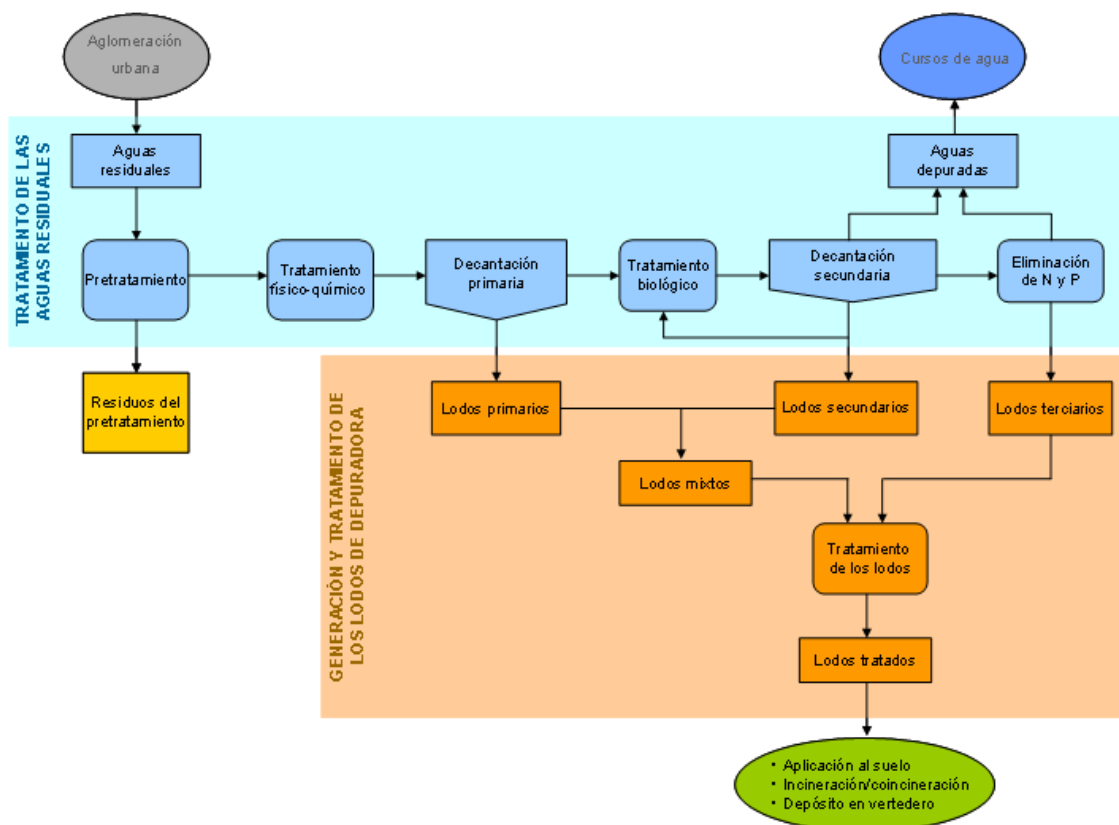 Aglomeración
urbana
Cursos de agua
TRATAMIENTO DE LAS
AGUAS RESIDUALES
Aguas
residuales
Aguas
depuradas
Pretratamiento
Tratamiento
físico-químico
Decantación
primaria
Tratamiento
biológico
Decantación
secundaria
Eliminación
de N y P
Residuos del
pretratamiento
GENERACIÓN Y TRATAMIENTO DE
LOS LODOS DE DEPURADORA
Lodos primarios
Lodos secundarios
Lodos terciarios
Lodos mixtos
Tratamiento
de los lodos
Lodos tratados
• Aplicación al suelo
• Incineración/coincineración
• Depósito en vertedero